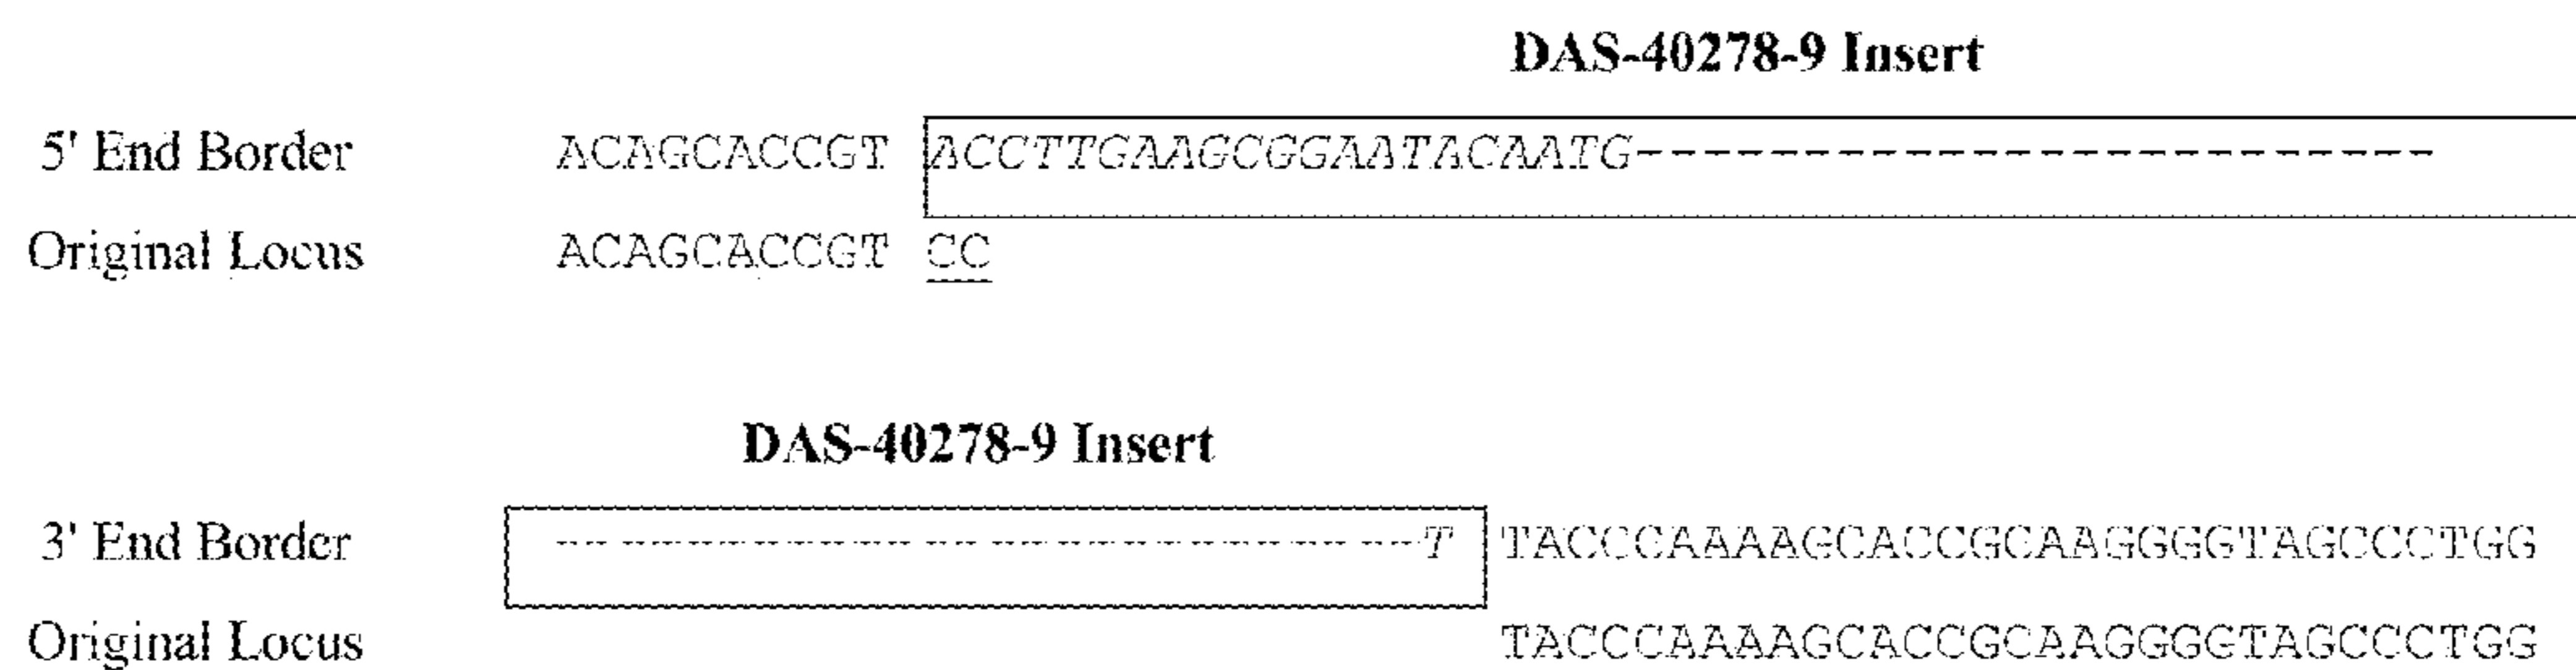 DAS-40278-9 Insert
5' End Border ACAGCACCGT ACCTTGAAGCGGAATACAATG------------------------
Original Locus ACAGCACCGT CC
DAS-40278-9 Insert
3' End Border --------------------------T TACCCAAAAGCACCGCAAGGGGTAGCCCTGG
Original Locus TACCCAAAAGCACCGCAAGGGGTAGCCCTGG